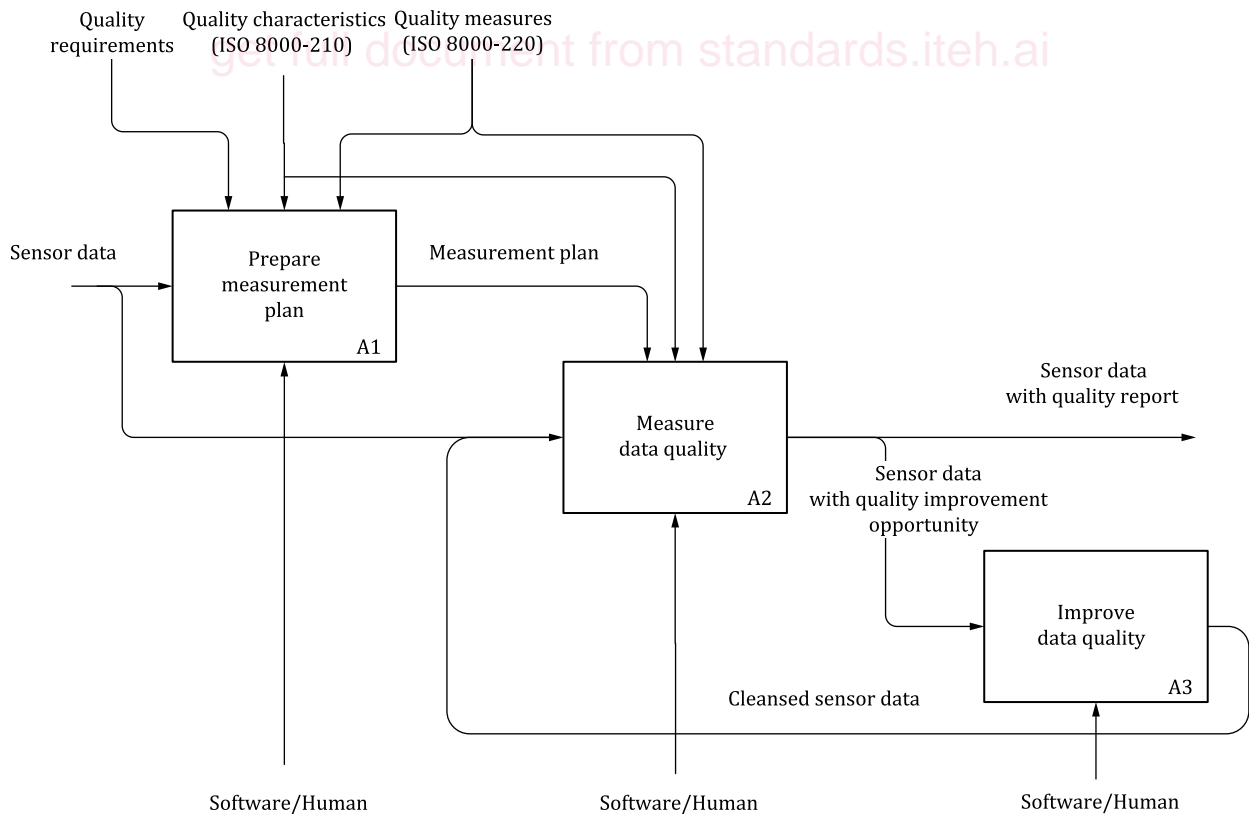 Quality
requirements
Quality characteristics
(ISO 8000-210)
Quality measures
(ISO 8000-220)
get full document from standards.iteh.ai
Sensor data
Prepare
measurement
plan
A1
Measurement plan
Measure
data quality
A2
Sensor data
with quality report
Sensor data
with quality improvement
opportunity
Improve
data quality
A3
Cleansed sensor data
Software/Human
Software/Human
Software/Human